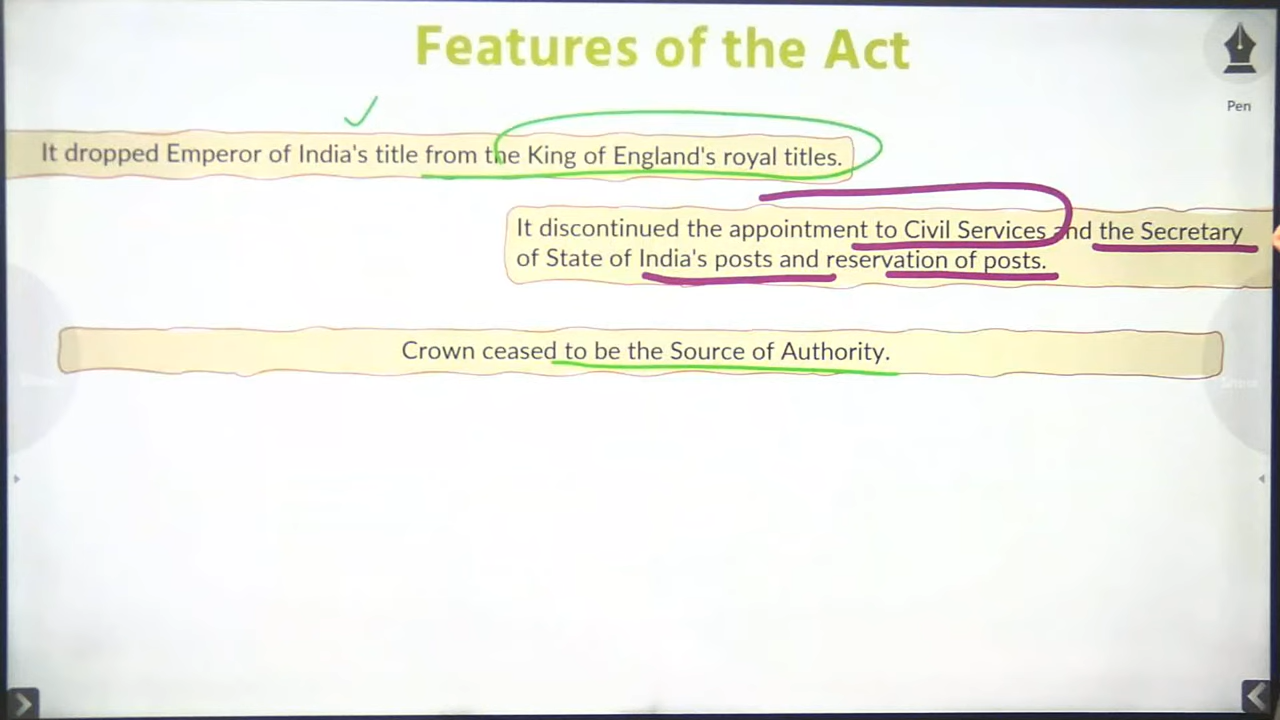 Features of the Act
Pen
It dropped Emperor of India's title from the King of England's royal titles.
It discontinued the appointment to Civil Services and the Secretary
of State of India's posts and reservation of posts.
Crown ceased to be the Source of Authority.